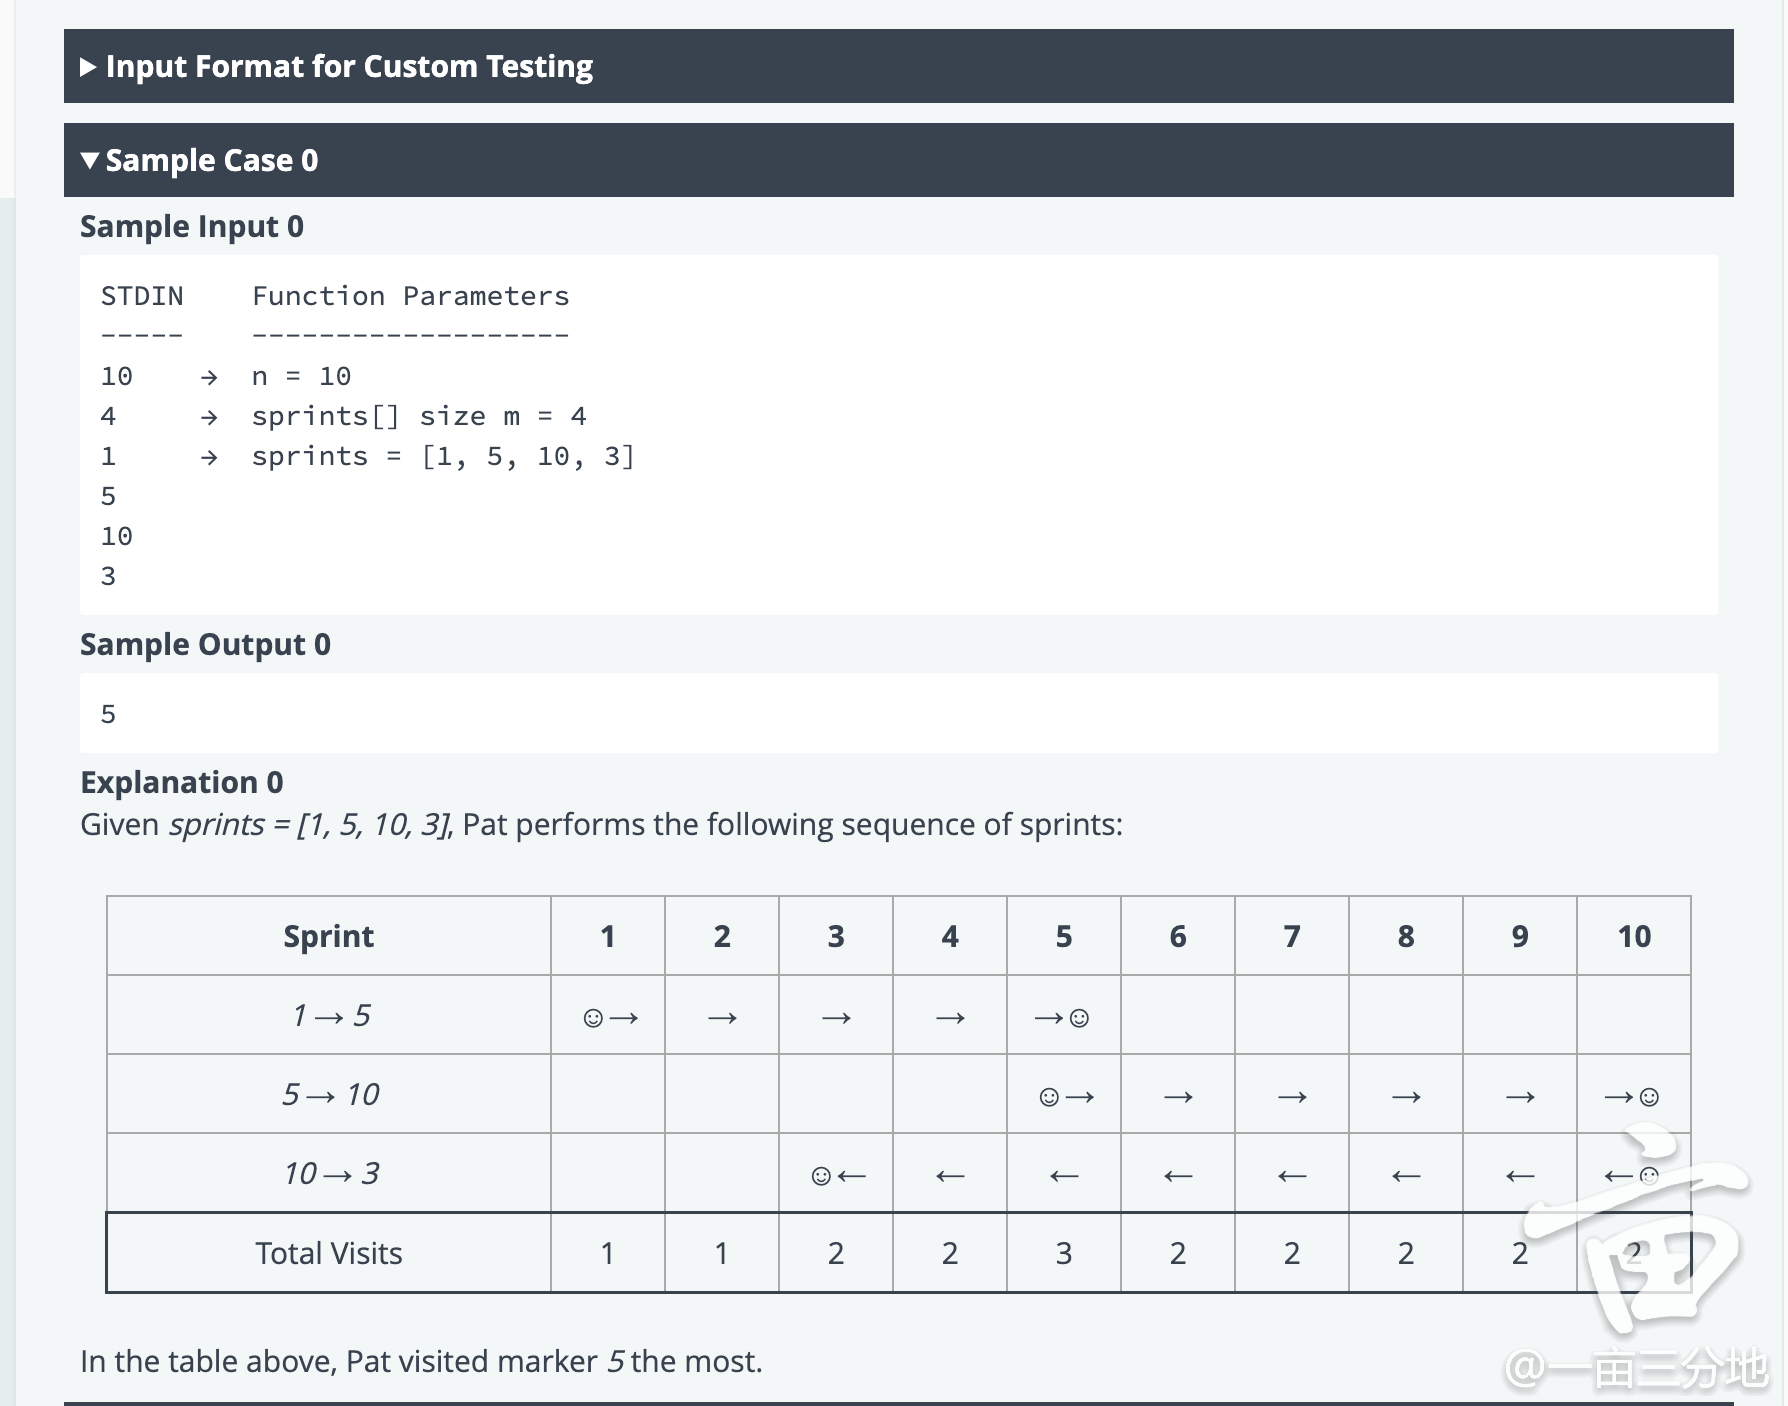 ▶ Input Format for Custom Testing
▼ Sample Case 0
Sample Input 0
STDIN    Function Parameters
-----    -------------------
10    →  n = 10
4     →  sprints[] size m = 4
1     →  sprints = [1, 5, 10, 3]
5
10
3
Sample Output 0
5
Explanation 0
Given sprints = [1, 5, 10, 3], Pat performs the following sequence of sprints:
Sprint 1 2 3 4 5 6 7 8 9 10
1 → 5 ☺→ → → → →☺
5 → 10 ☺→ → → → → →☺
10 → 3 ☺← ← ← ← ← ← ← ←☺
Total Visits 1 1 2 2 3 2 2 2 2 2
In the table above, Pat visited marker 5 the most.
@一亩三分地